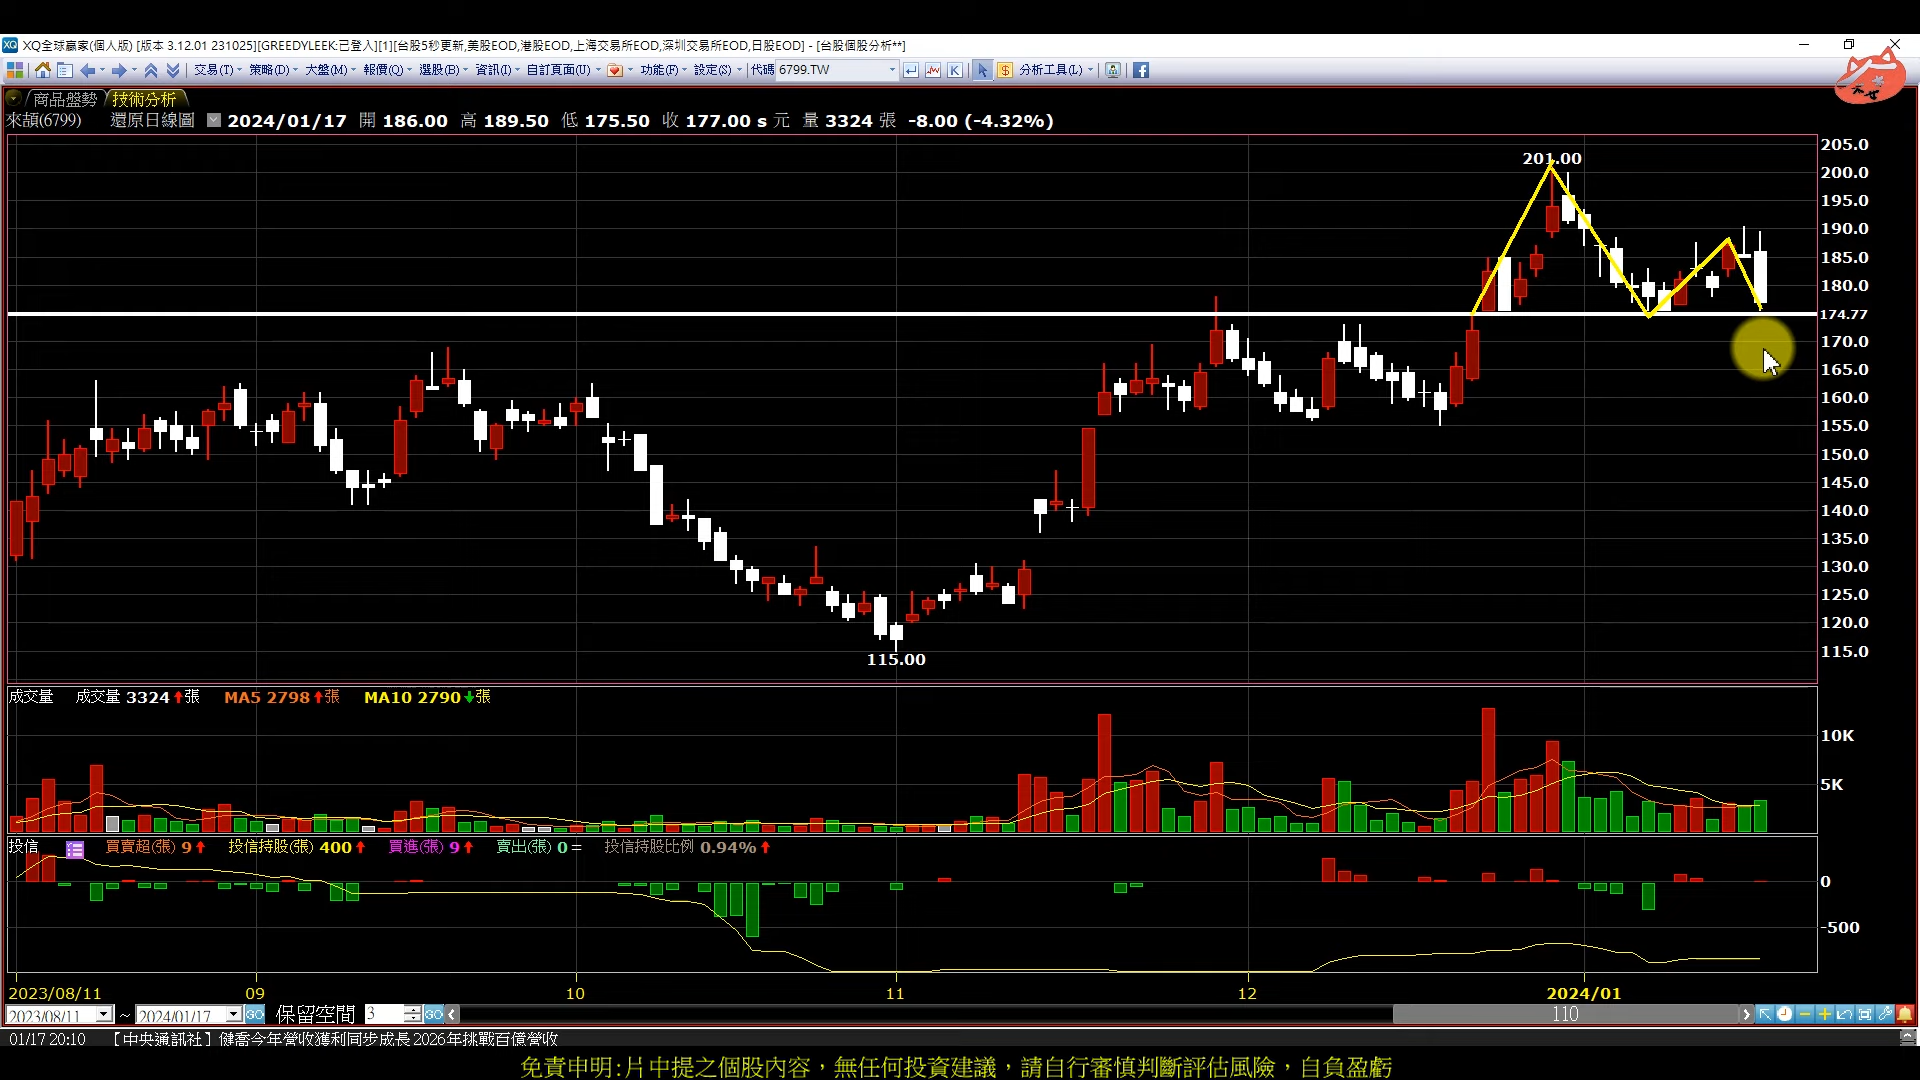 XQ全球贏家(個人版) [版本 3.12.01 231025][GREEDYLEEK:已登入][1][台股5秒更新,美股EOD,港股EOD,上海交易所EOD,深圳交易所EOD,日股EOD] - [台股個股分析**]
交易(T) 策略(D) 大盤(M) 報價(Q) 選股(B) 資訊(I) 自訂頁面(U) 功能(F) 設定(S) 代碼 6799.TW K $ 分析工具(L)
商品盤勢 技術分析
來頡(6799) 還原日線圖 2024/01/17 開 186.00 高 189.50 低 175.50 收 177.00 s 元 量 3324 張 -8.00 (-4.32%)
205.0
201.00
200.0
195.0
190.0
185.0
180.0
174.77
170.0
165.0
160.0
155.0
150.0
145.0
140.0
135.0
130.0
125.0
120.0
115.0
115.00
成交量 成交量 3324 張 MA5 2798 張 MA10 2790 張
10K
5K
投信 買賣超(張) 9 投信持股(張) 400 買進(張) 9 賣出(張) 0 = 投信持股比例 0.94%
0
-500
2023/08/11 09 10 11 12 2024/01
2023/08/11 ~ 2024/01/17 GO 保留空間 3 GO 110
01/17 20:10 [中央通訊社] 健喬今年營收獲利同步成長 2026年挑戰百億營收
免責申明:片中提之個股內容，無任何投資建議，請自行審慎判斷評估風險，自負盈虧